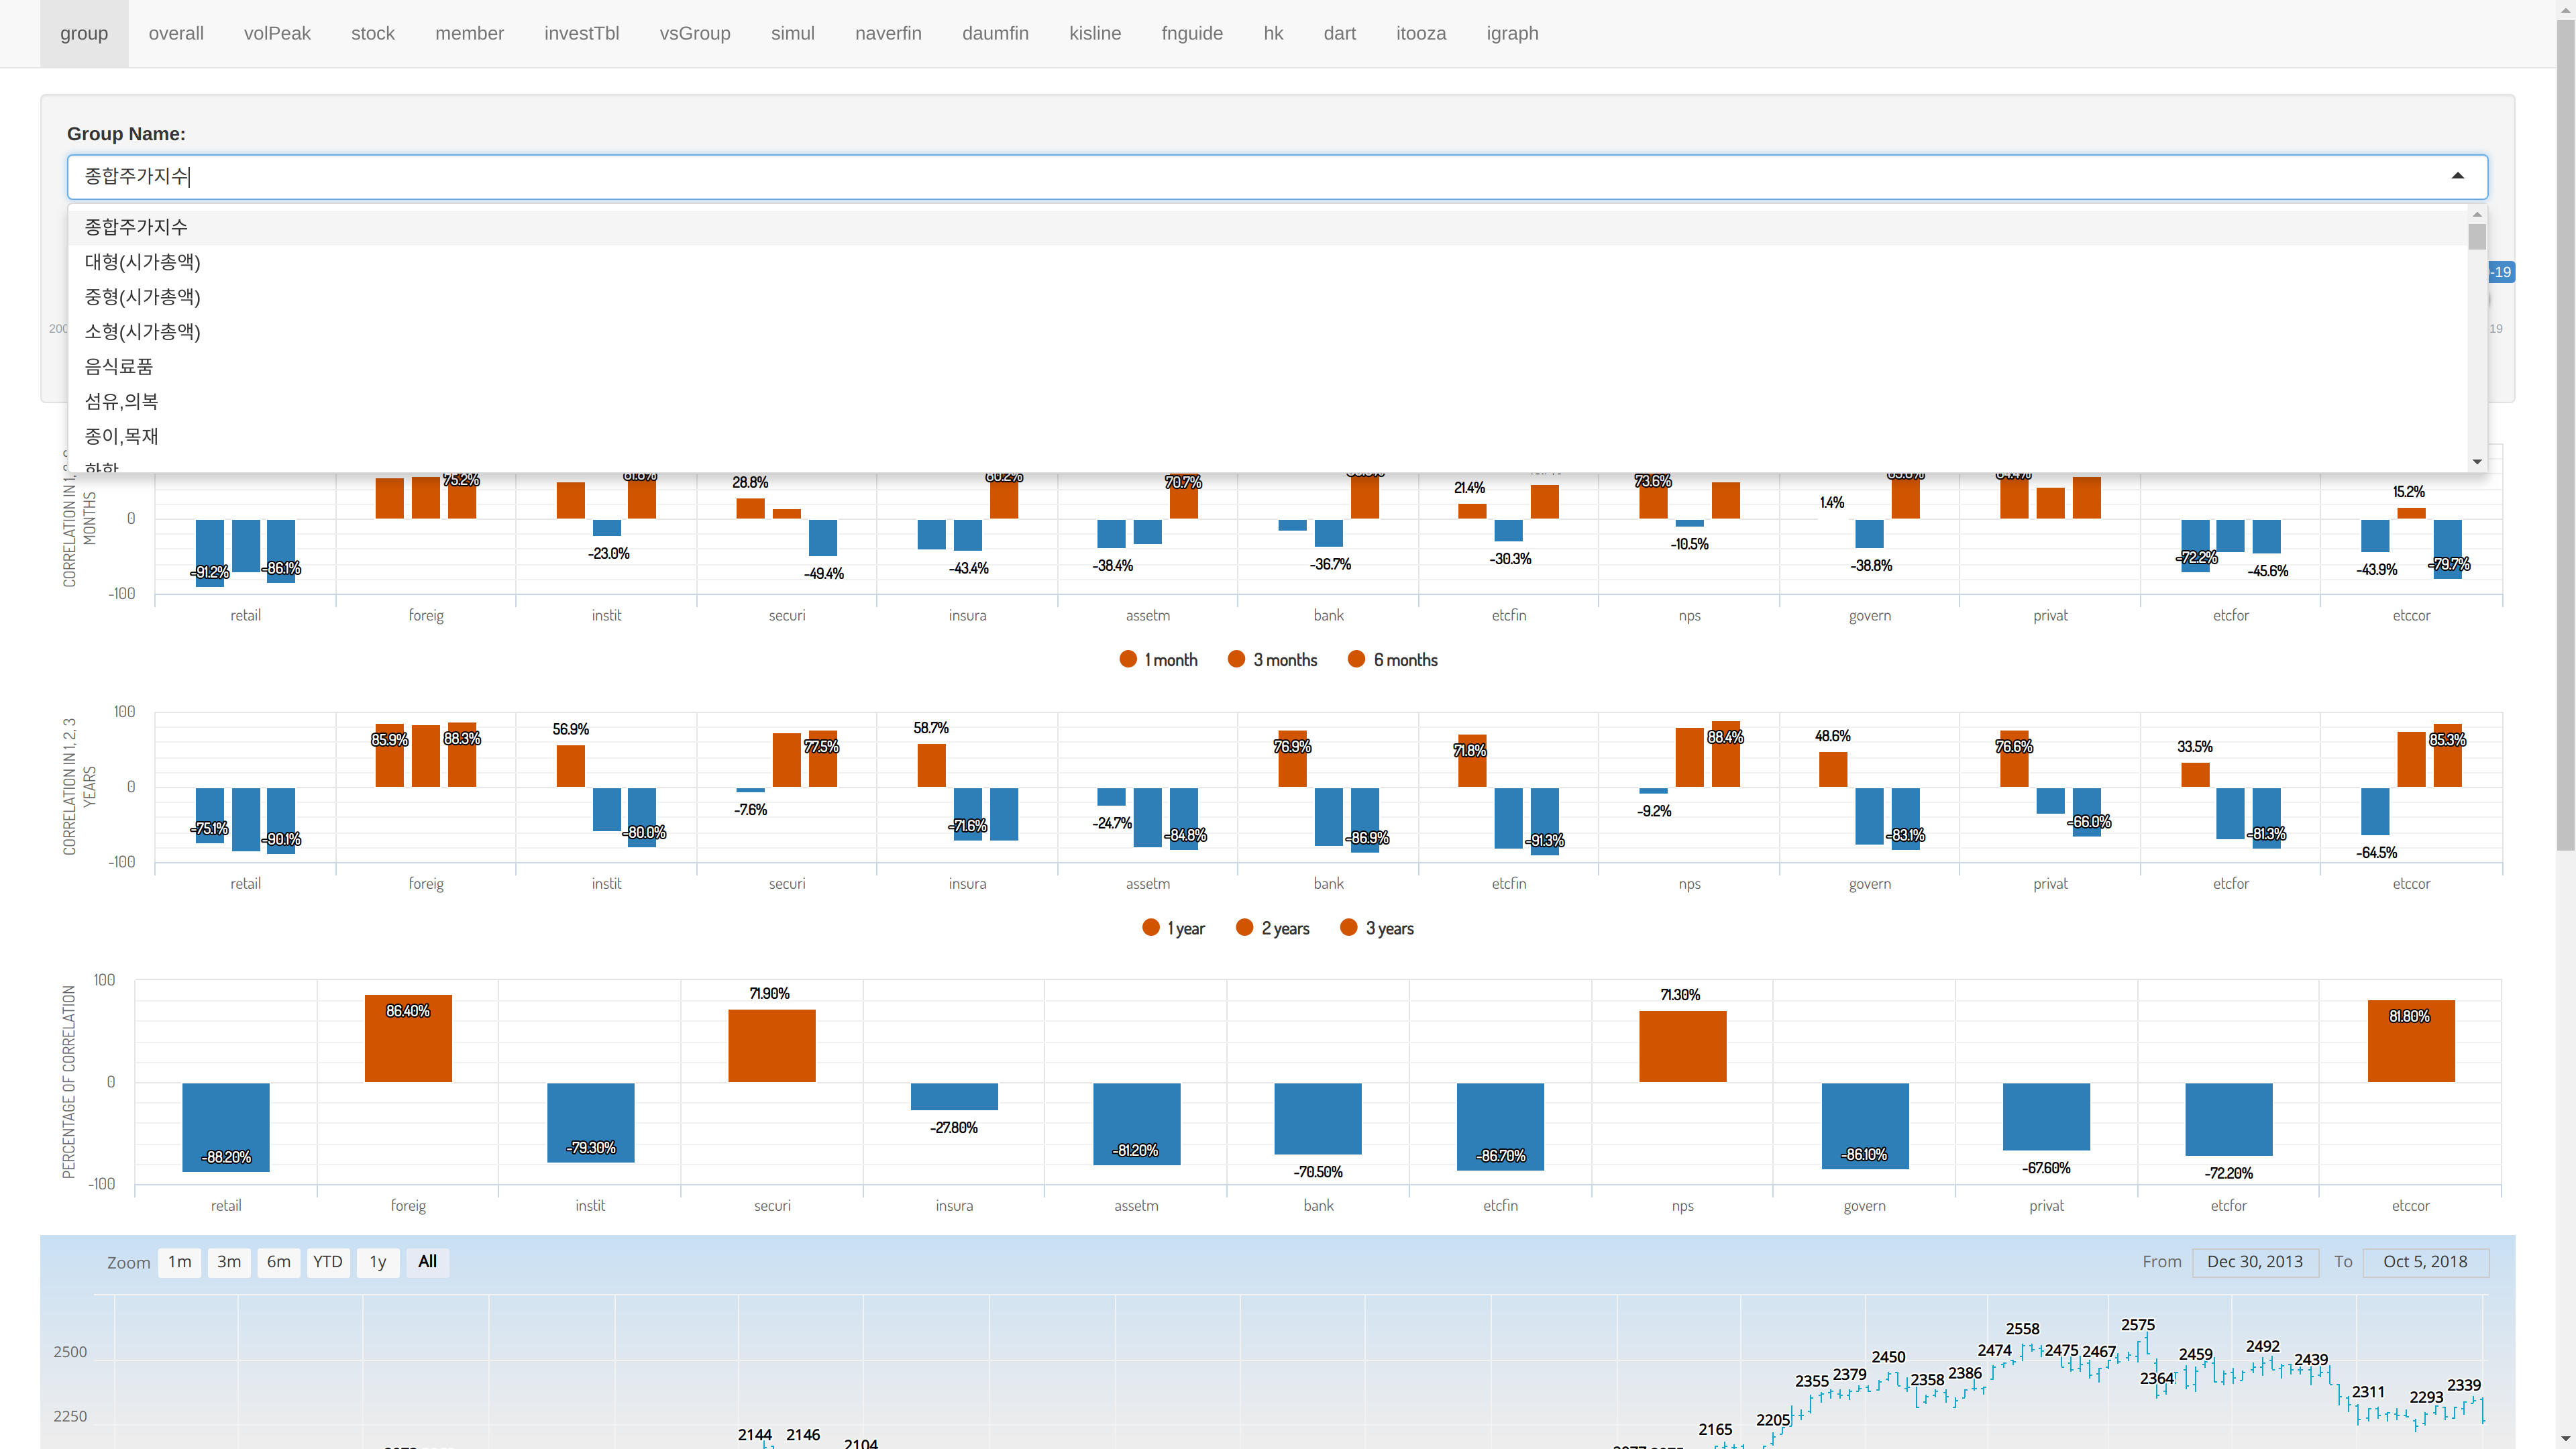 group overall volPeak stock member investTbl vsGroup simul naverfin daumfin kisline fnguide hk dart itooza igraph
Group Name:
종합주가지수
종합주가지수
대형(시가총액)
중형(시가총액)
소형(시가총액)
음식료품
섬유,의복
종이,목재
-19
200
19
MONTHS
0
-100
75.2% 28.8% 70.7% 21.4% 73.6% 1.4% 15.2%
-91.2% -86.1% -23.0% -49.4% -43.4% -38.4% -36.7% -30.3% -10.5% -38.8% -72.2% -45.6% -43.9% -79.7%
retail foreig instit securi insura assetm bank etcfin nps govern privat etcfor etccor
1 month 3 months 6 months
CORRELATION IN 1, 2, 3
YEARS
100
0
-100
85.9% 88.3% 56.9% 77.5% 58.7% 76.9% 71.8% 88.4% 48.6% 76.6% 33.5% 85.3%
-75.1% -90.1% -80.0% -7.6% -71.6% -24.7% -84.8% -86.9% -91.3% -9.2% -83.1% -66.0% -81.3% -64.5%
retail foreig instit securi insura assetm bank etcfin nps govern privat etcfor etccor
1 year 2 years 3 years
PERCENTAGE OF CORRELATION
100
0
-100
86.40% 71.90% 71.30% 81.80%
-88.20% -79.30% -27.80% -81.20% -70.50% -86.70% -86.10% -67.60% -72.20%
retail foreig instit securi insura assetm bank etcfin nps govern privat etcfor etccor
Zoom 1m 3m 6m YTD 1y All From Dec 30, 2013 To Oct 5, 2018
2500
2250
2144 2146 2104 2165 2205 2355 2379 2450 2358 2386 2474 2558 2475 2467 2575 2364 2459 2492 2439 2311 2293 2339